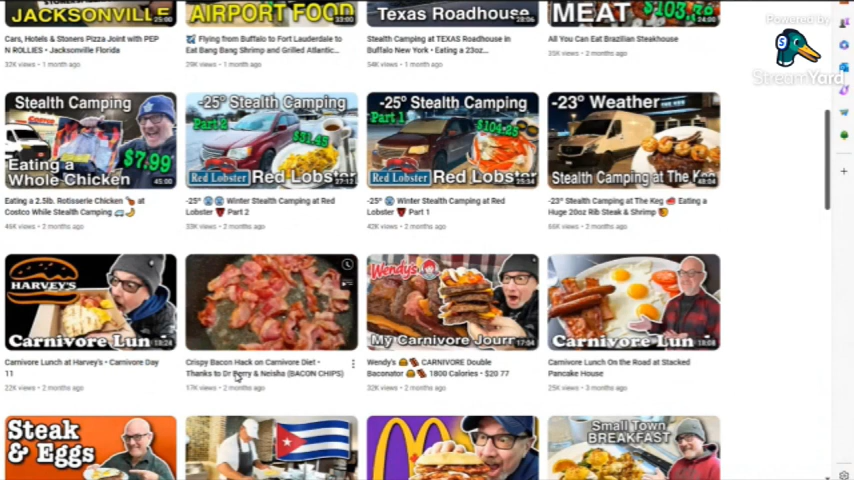 JACKSONVILLE
25:00
AIRPORT FOOD
33:00
Texas Roadhouse
28:06
MEAT $103.76
24:00
Powered by
StreamYard
Cars, Hotels & Stoners Pizza Joint with PEP
N ROLLIES • Jacksonville Florida
32K views • 1 month ago
Flying from Buffalo to Fort Lauderdale to
Eat Bang Bang Shrimp and Grilled Atlantic...
29K views • 1 month ago
Stealth Camping at TEXAS Roadhouse in
Buffalo New York • Eating a 23oz...
54K views • 1 month ago
All You Can Eat Brazilian Steakhouse
35K views • 2 months ago
Stealth Camping
$7.99
Eating a
Whole Chicken
45:00
-25° Stealth Camping
Part 2
$31.45
Red Lobster
Red Lobster
27:12
-25° Stealth Camping
Part 1
$104.25
Red Lobster
Red Lobster
25:34
-23° Weather
Stealth Camping at The Keg
Eating a 2.5lb. Rotisserie Chicken at
Costco While Stealth Camping
46K views • 2 months ago
-25° Winter Stealth Camping at Red
Lobster Part 2
33K views • 2 months ago
-25° Winter Stealth Camping at Red
Lobster Part 1
42K views • 2 months ago
-23° Stealth Camping at The Keg Eating a
Huge 20oz Rib Steak & Shrimp
66K views • 2 months ago
HARVEY'S
Carnivore Lun
18:24
Wendy's
My Carnivore Journ
17:04
Carnivore Lun
18:08
Carnivore Lunch at Harvey's • Carnivore Day
11
22K views • 2 months ago
Crispy Bacon Hack on Carnivore Diet •
Thanks to Dr Berry & Neisha (BACON CHIPS)
17K views • 2 months ago
Wendy's CARNIVORE Double
Baconator 1800 Calories • $20 77
32K views • 2 months ago
Carnivore Lunch On the Road at Stacked
Pancake House
25K views • 3 months ago
Steak
& Eggs
Small Town
BREAKFAST